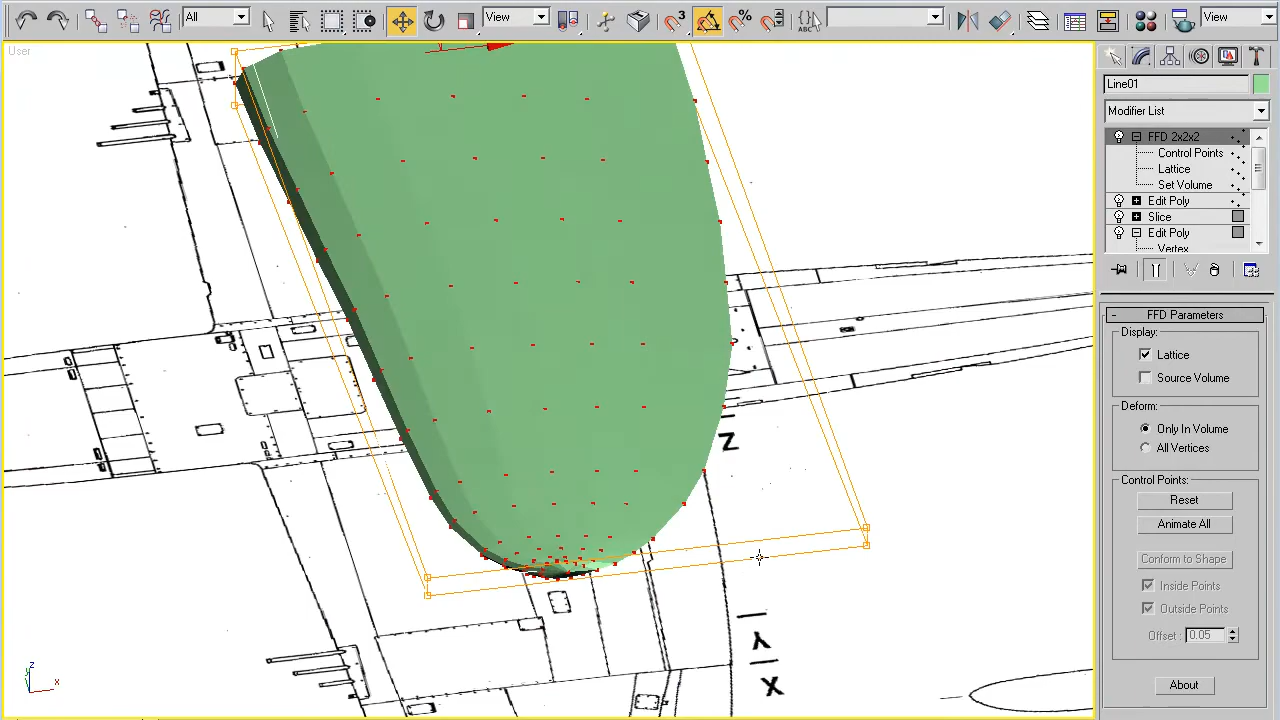 All
View
3
%
{}
ABC
View
User
Line01
Modifier List
FFD 2x2x2
Control Points
Lattice
Set Volume
Edit Poly
Slice
Edit Poly
Vertex
- FFD Parameters
Display:
Lattice
Source Volume
Deform:
Only In Volume
All Vertices
Control Points:
Reset
Animate All
Conform to Shape
Inside Points
Outside Points
Offset : 0.05
About
Z
Y
X
z
x